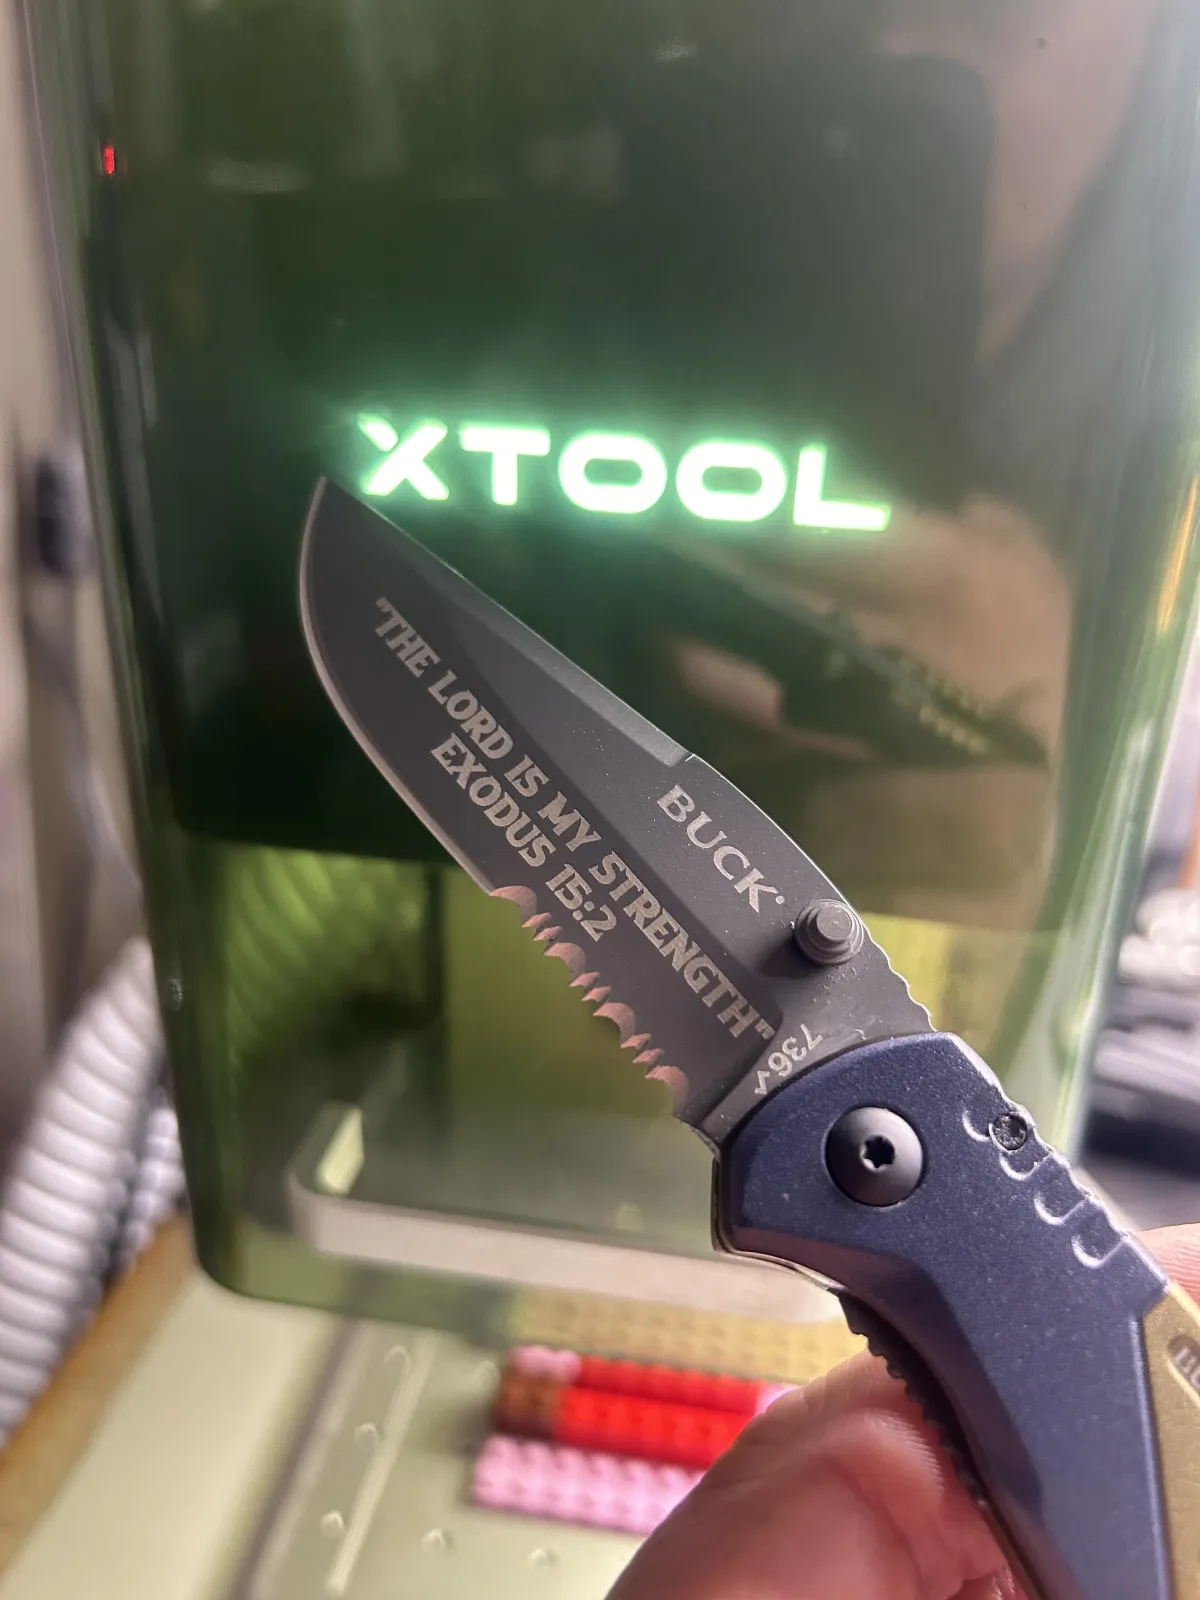 XTOOL
"THE LORD IS MY STRENGTH"
EXODUS 15:2
BUCK
736✓